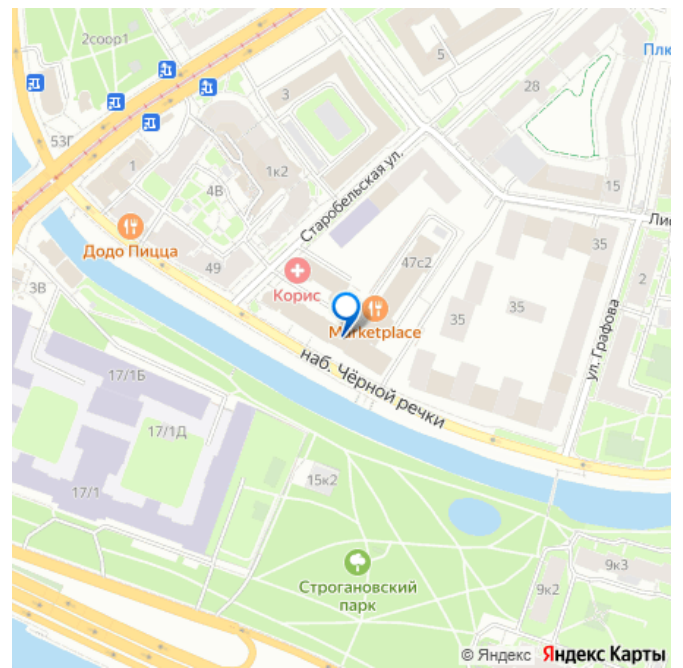 2соор1
5
Плк
3
28
53Г
1
1к2
4В
15
Старобельская ул.
Додо Пицца
49
Ли
35
3В
Корис
47с2
2
35
35
Marketplace
ул. Графова
наб. Чёрной речки
17/1Б
17/1Д
17/1
15к2
Строгановский
парк
9к3
9к2
© Яндекс Яндекс Карты